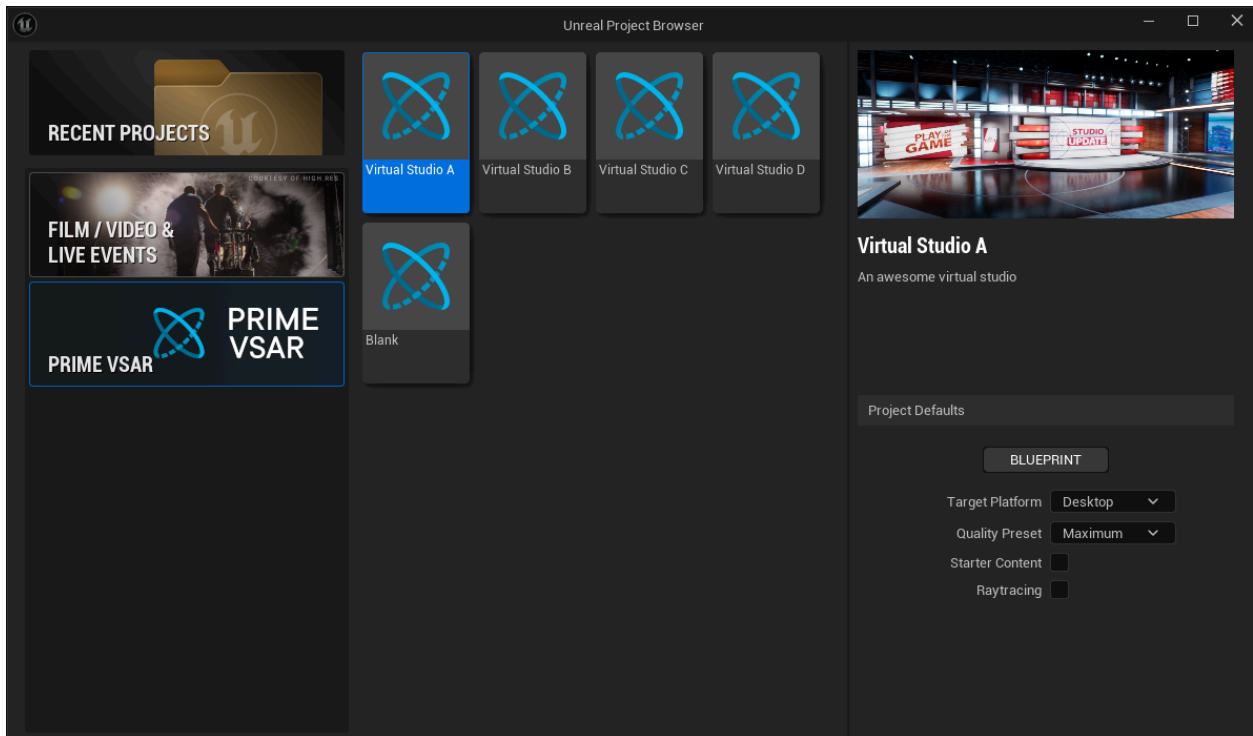 Unreal Project Browser
RECENT PROJECTS
COURTESY OF HIGH RES
FILM / VIDEO &
LIVE EVENTS
PRIME
VSAR
PRIME VSAR
Virtual Studio A
Virtual Studio B
Virtual Studio C
Virtual Studio D
Blank
PLAY OF THE
GAME
STUDIO
UPDATE
Virtual Studio A
An awesome virtual studio
Project Defaults
BLUEPRINT
Target Platform Desktop
Quality Preset Maximum
Starter Content
Raytracing